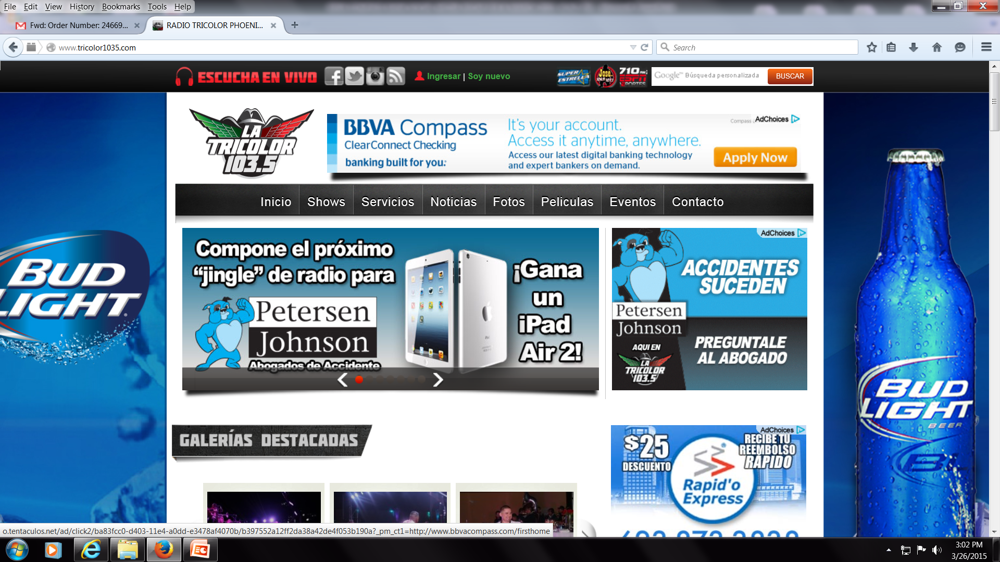 File Edit View History Bookmarks Tools Help
Fwd: Order Number: 24669...
RADIO TRICOLOR PHOENI...
www.tricolor1035.com
Search
ESCUCHA EN VIVO
Ingresar | Soy nuevo
SUPER ESTRELLA
José
710 AM
ESPN
Google™ Búsqueda personalizada
BUSCAR
LA
TRICOLOR
103.5
BBVA Compass
ClearConnect Checking
banking built for you:
It's your account.
Access it anytime, anywhere.
Access our latest digital banking technology
and expert bankers on demand.
Compass
AdChoices
Apply Now
Inicio
Shows
Servicios
Noticias
Fotos
Peliculas
Eventos
Contacto
Compone el próximo
“jingle” de radio para
Petersen
Johnson
Abogados de Accidente
¡Gana
un
iPad
Air 2!
AdChoices
ACCIDENTES
SUCEDEN
Petersen
Johnson
AQUI EN
LA
TRICOLOR
103.5
PREGUNTALE
AL ABOGADO
BUD
LIGHT
BUD
LIGHT
BEER
GALERÍAS DESTACADAS
AdChoices
$25
DESCUENTO
RECIBE TU
REEMBOLSO
RÁPIDO
Rapid'o
Express
o.tentaculos.net/ad/click2/ba83fcc0-d403-11e4-a0dd-e3478af4070b/b397552a12ff2da38a42de4f053b190a?_pm_ct1=http://www.bbvacompass.com/firsthome
3:02 PM
3/26/2015